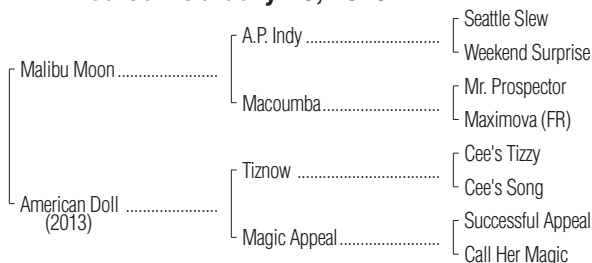 A.P. Indy
Seattle Slew
Weekend Surprise
Malibu Moon
Macoumba
Mr. Prospector
Maximova (FR)
Tiznow
Cee's Tizzy
Cee's Song
American Doll
(2013)
Magic Appeal
Successful Appeal
Call Her Magic